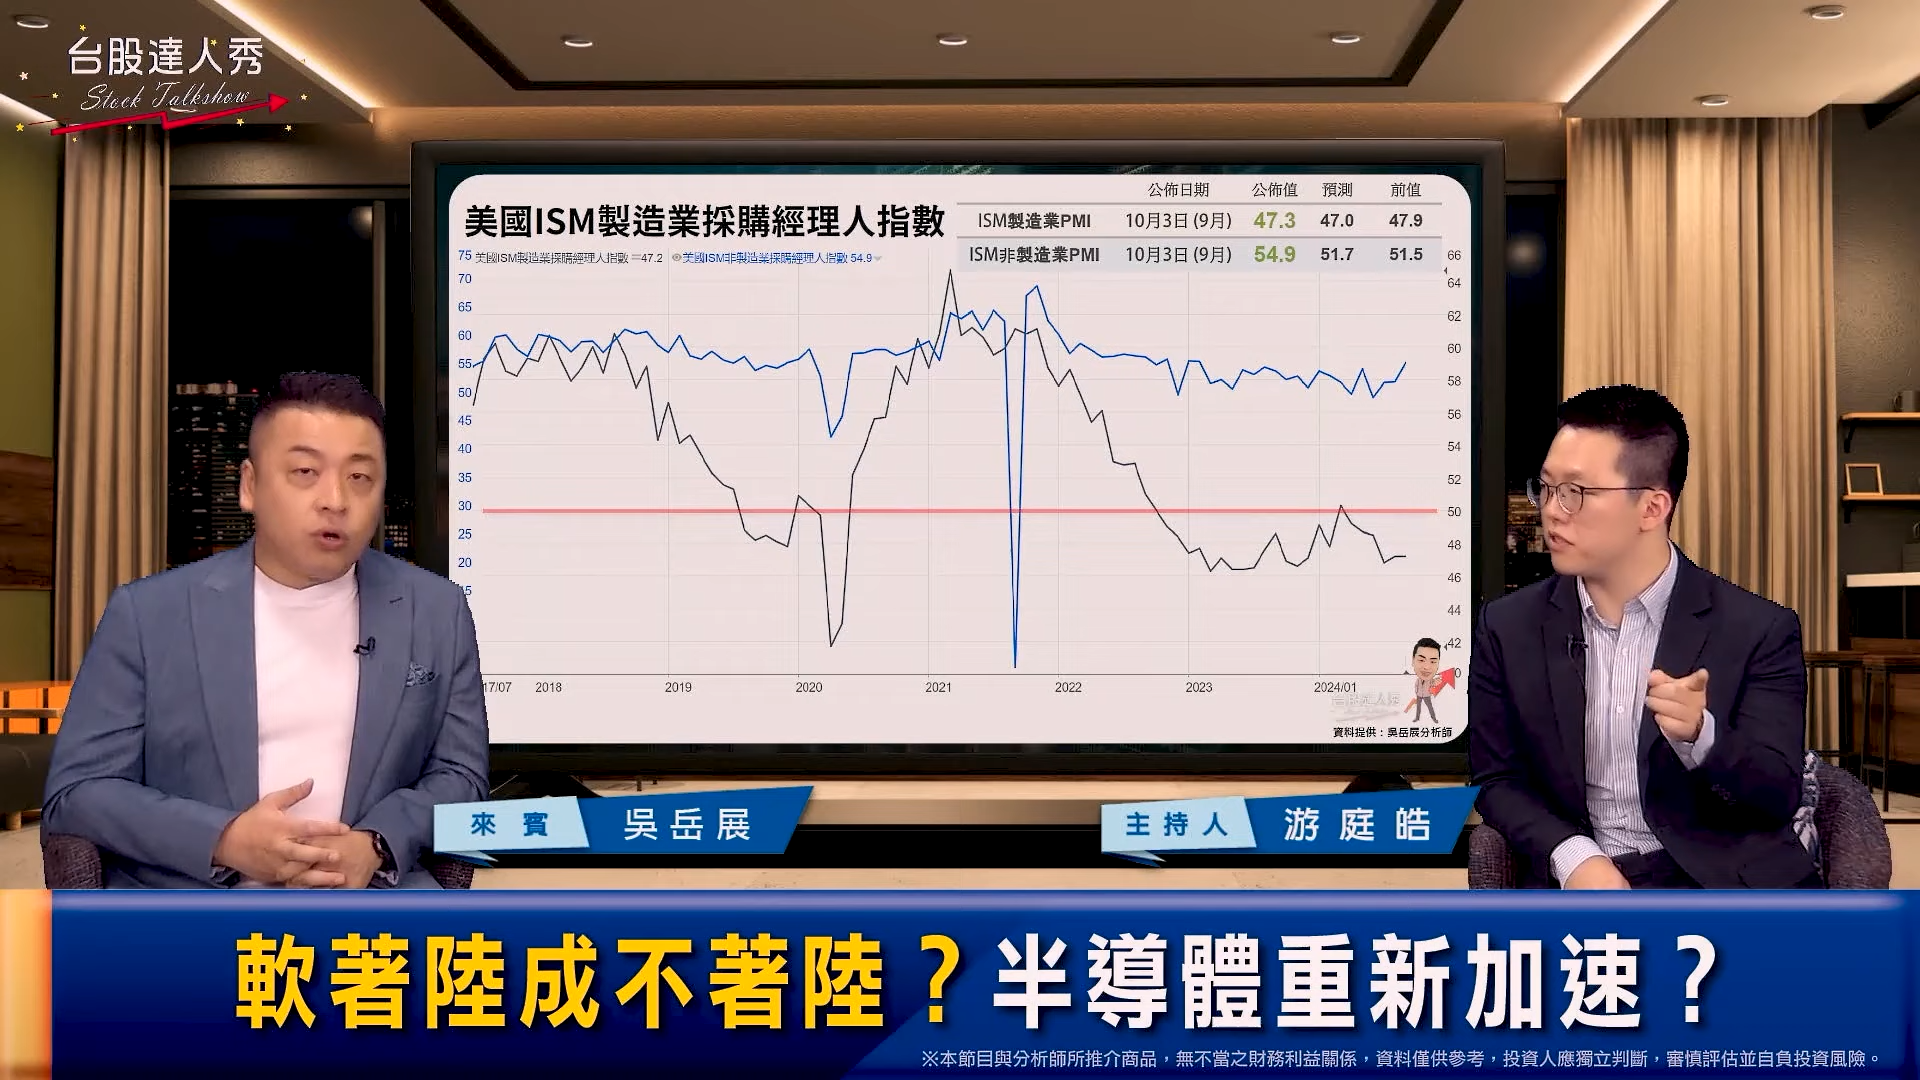 台股達人秀
Stock Talkshow
美國ISM製造業採購經理人指數
公佈日期 公佈值 預測 前值
ISM製造業PMI 10月3日 (9月) 47.3 47.0 47.9
ISM非製造業PMI 10月3日 (9月) 54.9 51.7 51.5
美國ISM製造業採購經理人指數 47.2 美國ISM非製造業採購經理人指數 54.9
75
70
65
60
55
50
45
40
35
30
25
20
66
64
62
60
58
56
54
52
50
48
46
44
42
17/07 2018 2019 2020 2021 2022 2023 2024/01
台股達人秀
資料提供：吳岳展分析師
來賓 吳岳展
主持人 游庭皓
軟著陸成不著陸？半導體重新加速？
※本節目與分析師所推介商品，無不當之財務利益關係，資料僅供參考，投資人應獨立判斷，審慎評估並自負投資風險。